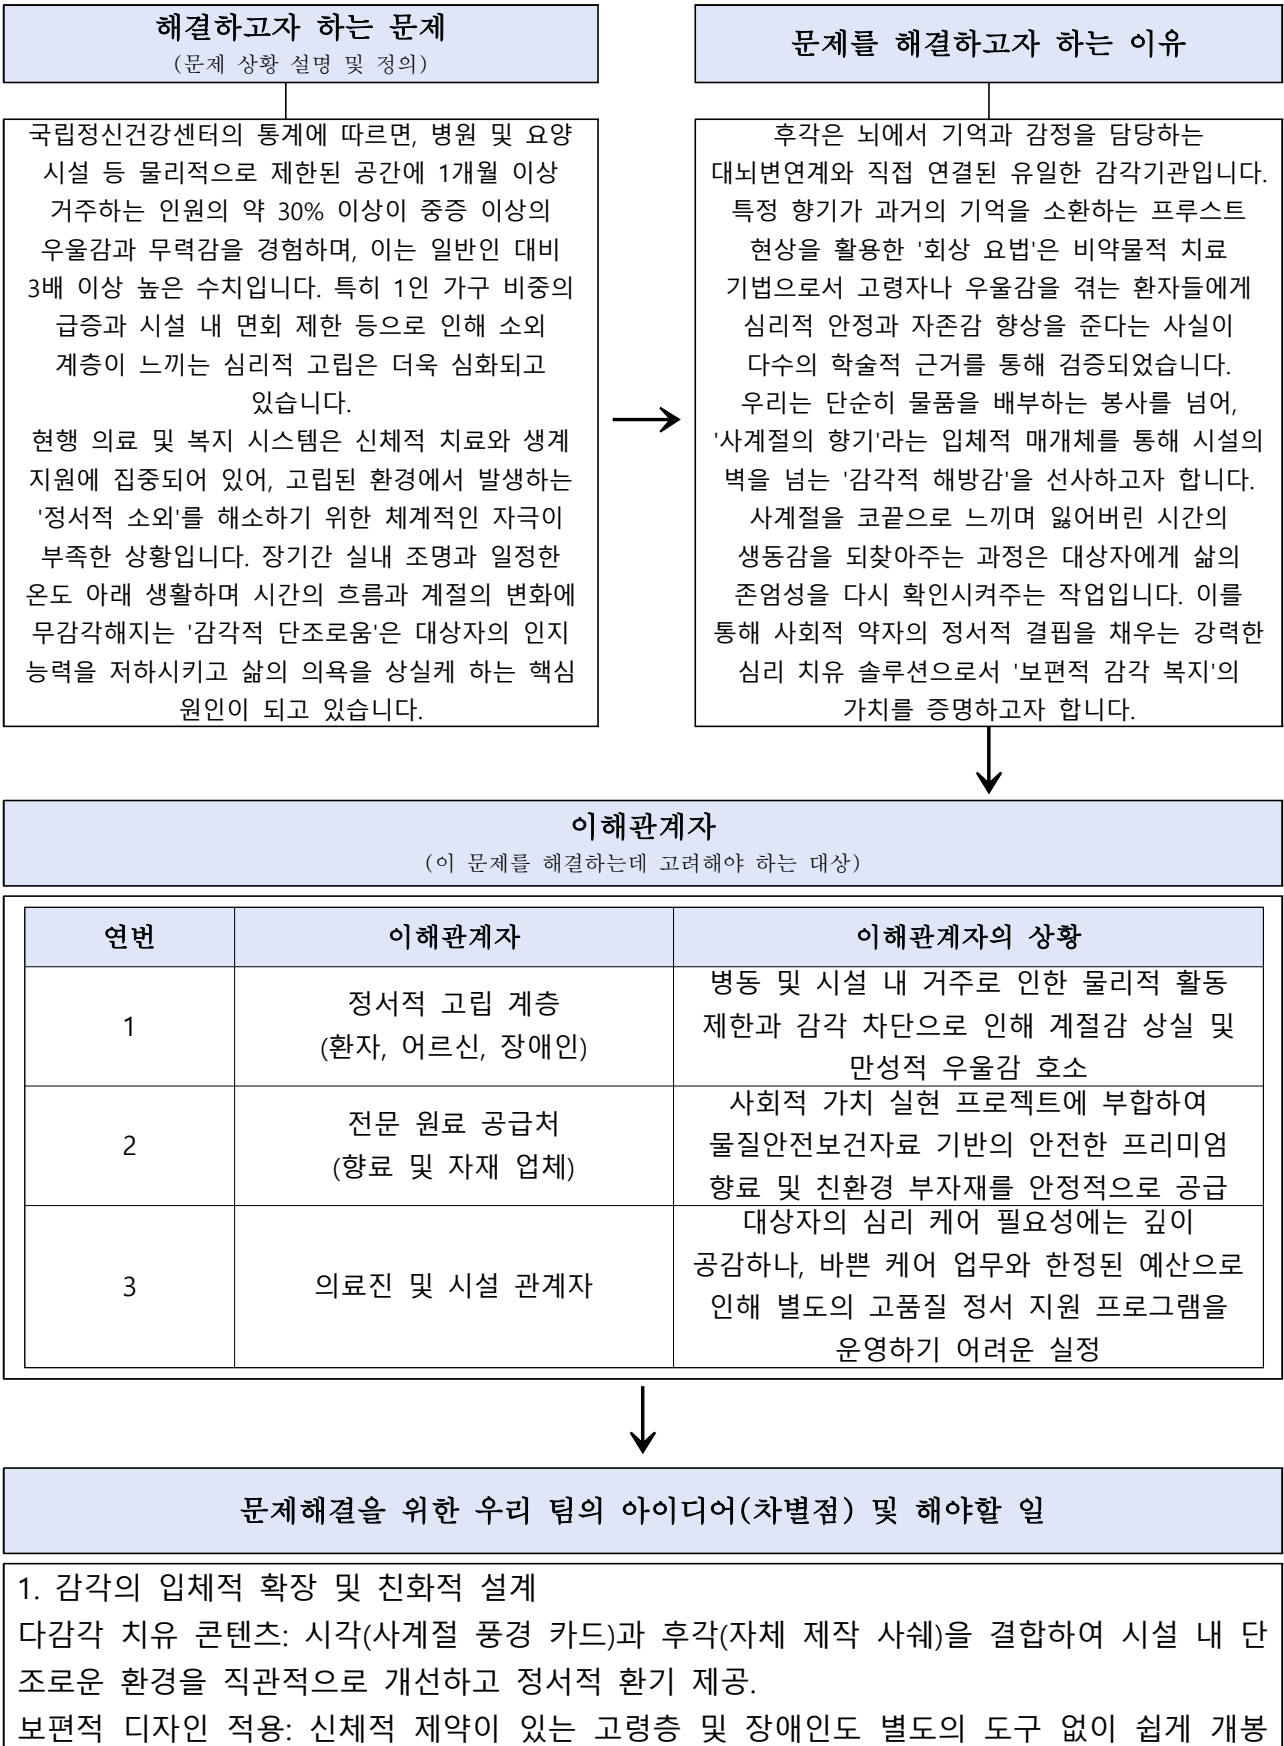 해결하고자 하는 문제
(문제 상황 설명 및 정의)
국립정신건강센터의 통계에 따르면, 병원 및 요양
시설 등 물리적으로 제한된 공간에 1개월 이상
거주하는 인원의 약 30% 이상이 중증 이상의
우울감과 무력감을 경험하며, 이는 일반인 대비
3배 이상 높은 수치입니다. 특히 1인 가구 비중의
급증과 시설 내 면회 제한 등으로 인해 소외
계층이 느끼는 심리적 고립은 더욱 심화되고
있습니다.
현행 의료 및 복지 시스템은 신체적 치료와 생계
지원에 집중되어 있어, 고립된 환경에서 발생하는
'정서적 소외'를 해소하기 위한 체계적인 자극이
부족한 상황입니다. 장기간 실내 조명과 일정한
온도 아래 생활하며 시간의 흐름과 계절의 변화에
무감각해지는 '감각적 단조로움'은 대상자의 인지
능력을 저하시키고 삶의 의욕을 상실케 하는 핵심
원인이 되고 있습니다.
문제를 해결하고자 하는 이유
후각은 뇌에서 기억과 감정을 담당하는
대뇌변연계와 직접 연결된 유일한 감각기관입니다.
특정 향기가 과거의 기억을 소환하는 프루스트
현상을 활용한 '회상 요법'은 비약물적 치료
기법으로서 고령자나 우울감을 겪는 환자들에게
심리적 안정과 자존감 향상을 준다는 사실이
다수의 학술적 근거를 통해 검증되었습니다.
우리는 단순히 물품을 배부하는 봉사를 넘어,
'사계절의 향기'라는 입체적 매개체를 통해 시설의
벽을 넘는 '감각적 해방감'을 선사하고자 합니다.
사계절을 코끝으로 느끼며 잃어버린 시간의
생동감을 되찾아주는 과정은 대상자에게 삶의
존엄성을 다시 확인시켜주는 작업입니다. 이를
통해 사회적 약자의 정서적 결핍을 채우는 강력한
심리 치유 솔루션으로서 '보편적 감각 복지'의
가치를 증명하고자 합니다.
이해관계자
(이 문제를 해결하는데 고려해야 하는 대상)
연번 이해관계자 이해관계자의 상황
1
정서적 고립 계층
(환자, 어르신, 장애인)
병동 및 시설 내 거주로 인한 물리적 활동
제한과 감각 차단으로 인해 계절감 상실 및
만성적 우울감 호소
2
전문 원료 공급처
(향료 및 자재 업체)
사회적 가치 실현 프로젝트에 부합하여
물질안전보건자료 기반의 안전한 프리미엄
향료 및 친환경 부자재를 안정적으로 공급
3
의료진 및 시설 관계자
대상자의 심리 케어 필요성에는 깊이
공감하나, 바쁜 케어 업무와 한정된 예산으로
인해 별도의 고품질 정서 지원 프로그램을
운영하기 어려운 실정
문제해결을 위한 우리 팀의 아이디어(차별점) 및 해야할 일
1. 감각의 입체적 확장 및 친화적 설계
다감각 치유 콘텐츠: 시각(사계절 풍경 카드)과 후각(자체 제작 사쉐)을 결합하여 시설 내 단
조로운 환경을 직관적으로 개선하고 정서적 환기 제공.
보편적 디자인 적용: 신체적 제약이 있는 고령층 및 장애인도 별도의 도구 없이 쉽게 개봉